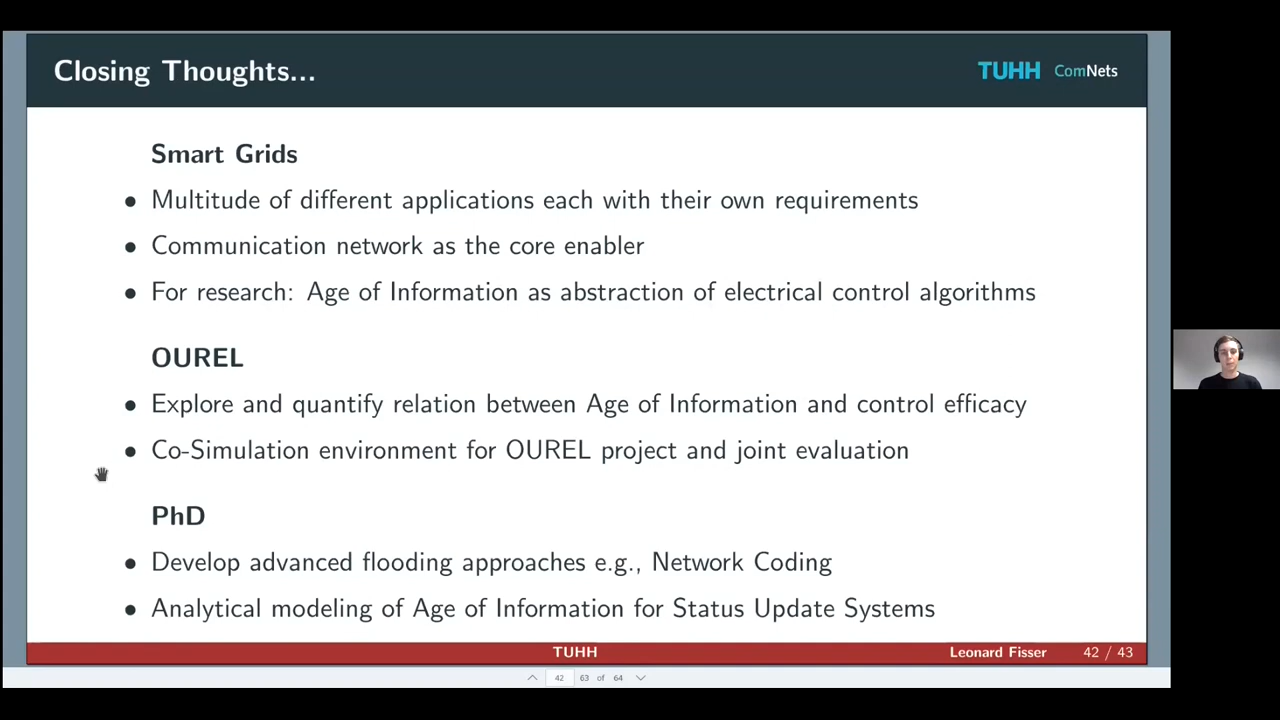 Closing Thoughts...
TUHH ComNets
Smart Grids
• Multitude of different applications each with their own requirements
• Communication network as the core enabler
• For research: Age of Information as abstraction of electrical control algorithms
OUREL
• Explore and quantify relation between Age of Information and control efficacy
• Co-Simulation environment for OUREL project and joint evaluation
PhD
• Develop advanced flooding approaches e.g., Network Coding
• Analytical modeling of Age of Information for Status Update Systems
TUHH Leonard Fisser 42 / 43
42 63 of 64